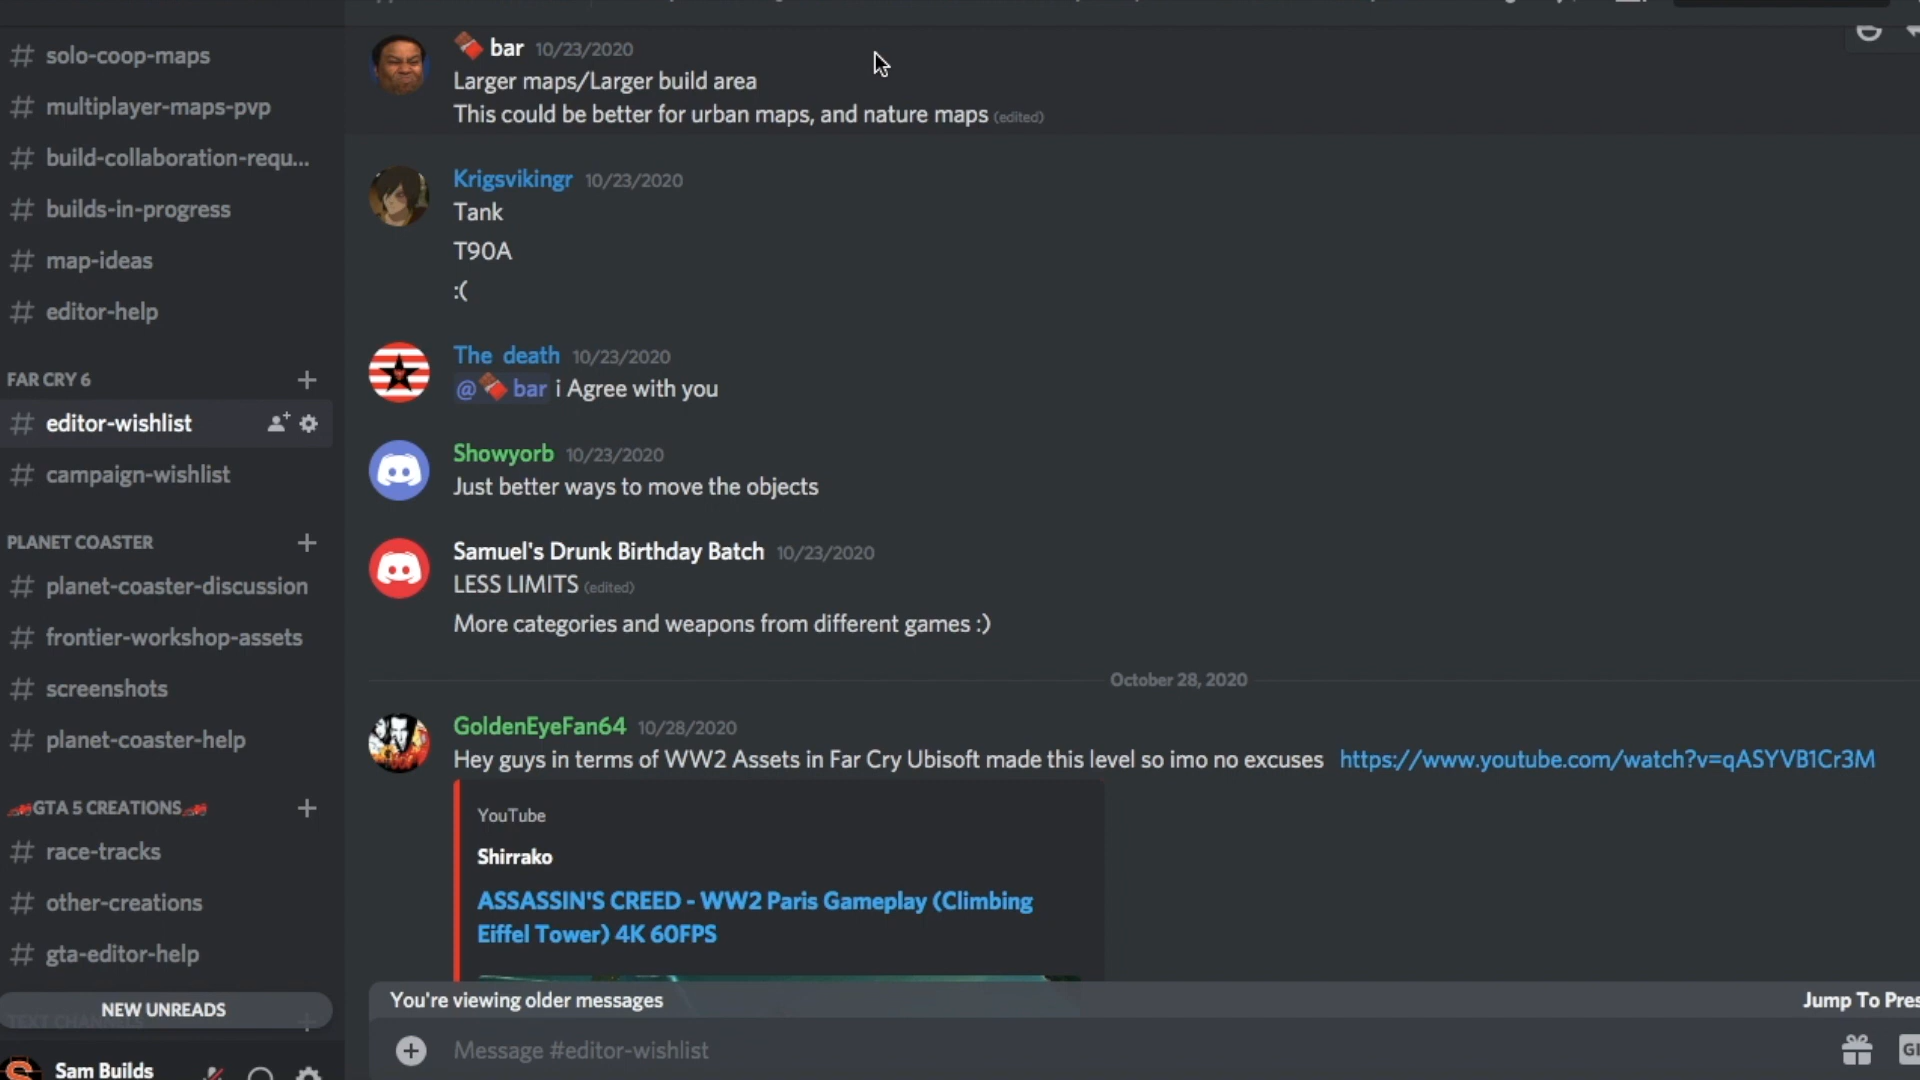 # solo-coop-maps
# multiplayer-maps-pvp
# build-collaboration-requ...
# builds-in-progress
# map-ideas
# editor-help
FAR CRY 6 +
# editor-wishlist
# campaign-wishlist
PLANET COASTER +
# planet-coaster-discussion
# frontier-workshop-assets
# screenshots
# planet-coaster-help
GTA 5 CREATIONS +
# race-tracks
# other-creations
# gta-editor-help
NEW UNREADS
TEXT CHANNELS +
Sam Builds
bar 10/23/2020
Larger maps/Larger build area
This could be better for urban maps, and nature maps (edited)
Krigsvikingr 10/23/2020
Tank
T90A
:(
The death 10/23/2020
@ bar i Agree with you
Showyorb 10/23/2020
Just better ways to move the objects
Samuel's Drunk Birthday Batch 10/23/2020
LESS LIMITS (edited)
More categories and weapons from different games :)
October 28, 2020
GoldenEyeFan64 10/28/2020
Hey guys in terms of WW2 Assets in Far Cry Ubisoft made this level so imo no excuses https://www.youtube.com/watch?v=qASYVB1Cr3M
YouTube
Shirrako
ASSASSIN'S CREED - WW2 Paris Gameplay (Climbing
Eiffel Tower) 4K 60FPS
You're viewing older messages Jump To Pres
Message #editor-wishlist GI